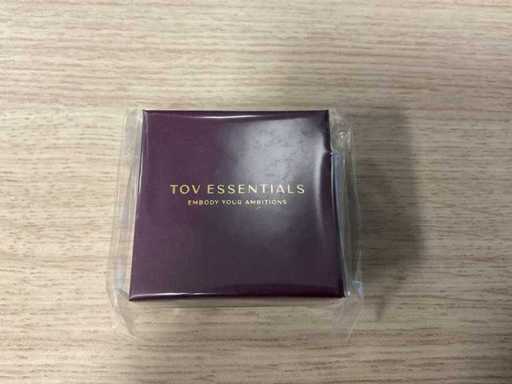 TOV ESSENTIALS
EMBODY YOUR AMBITIONS